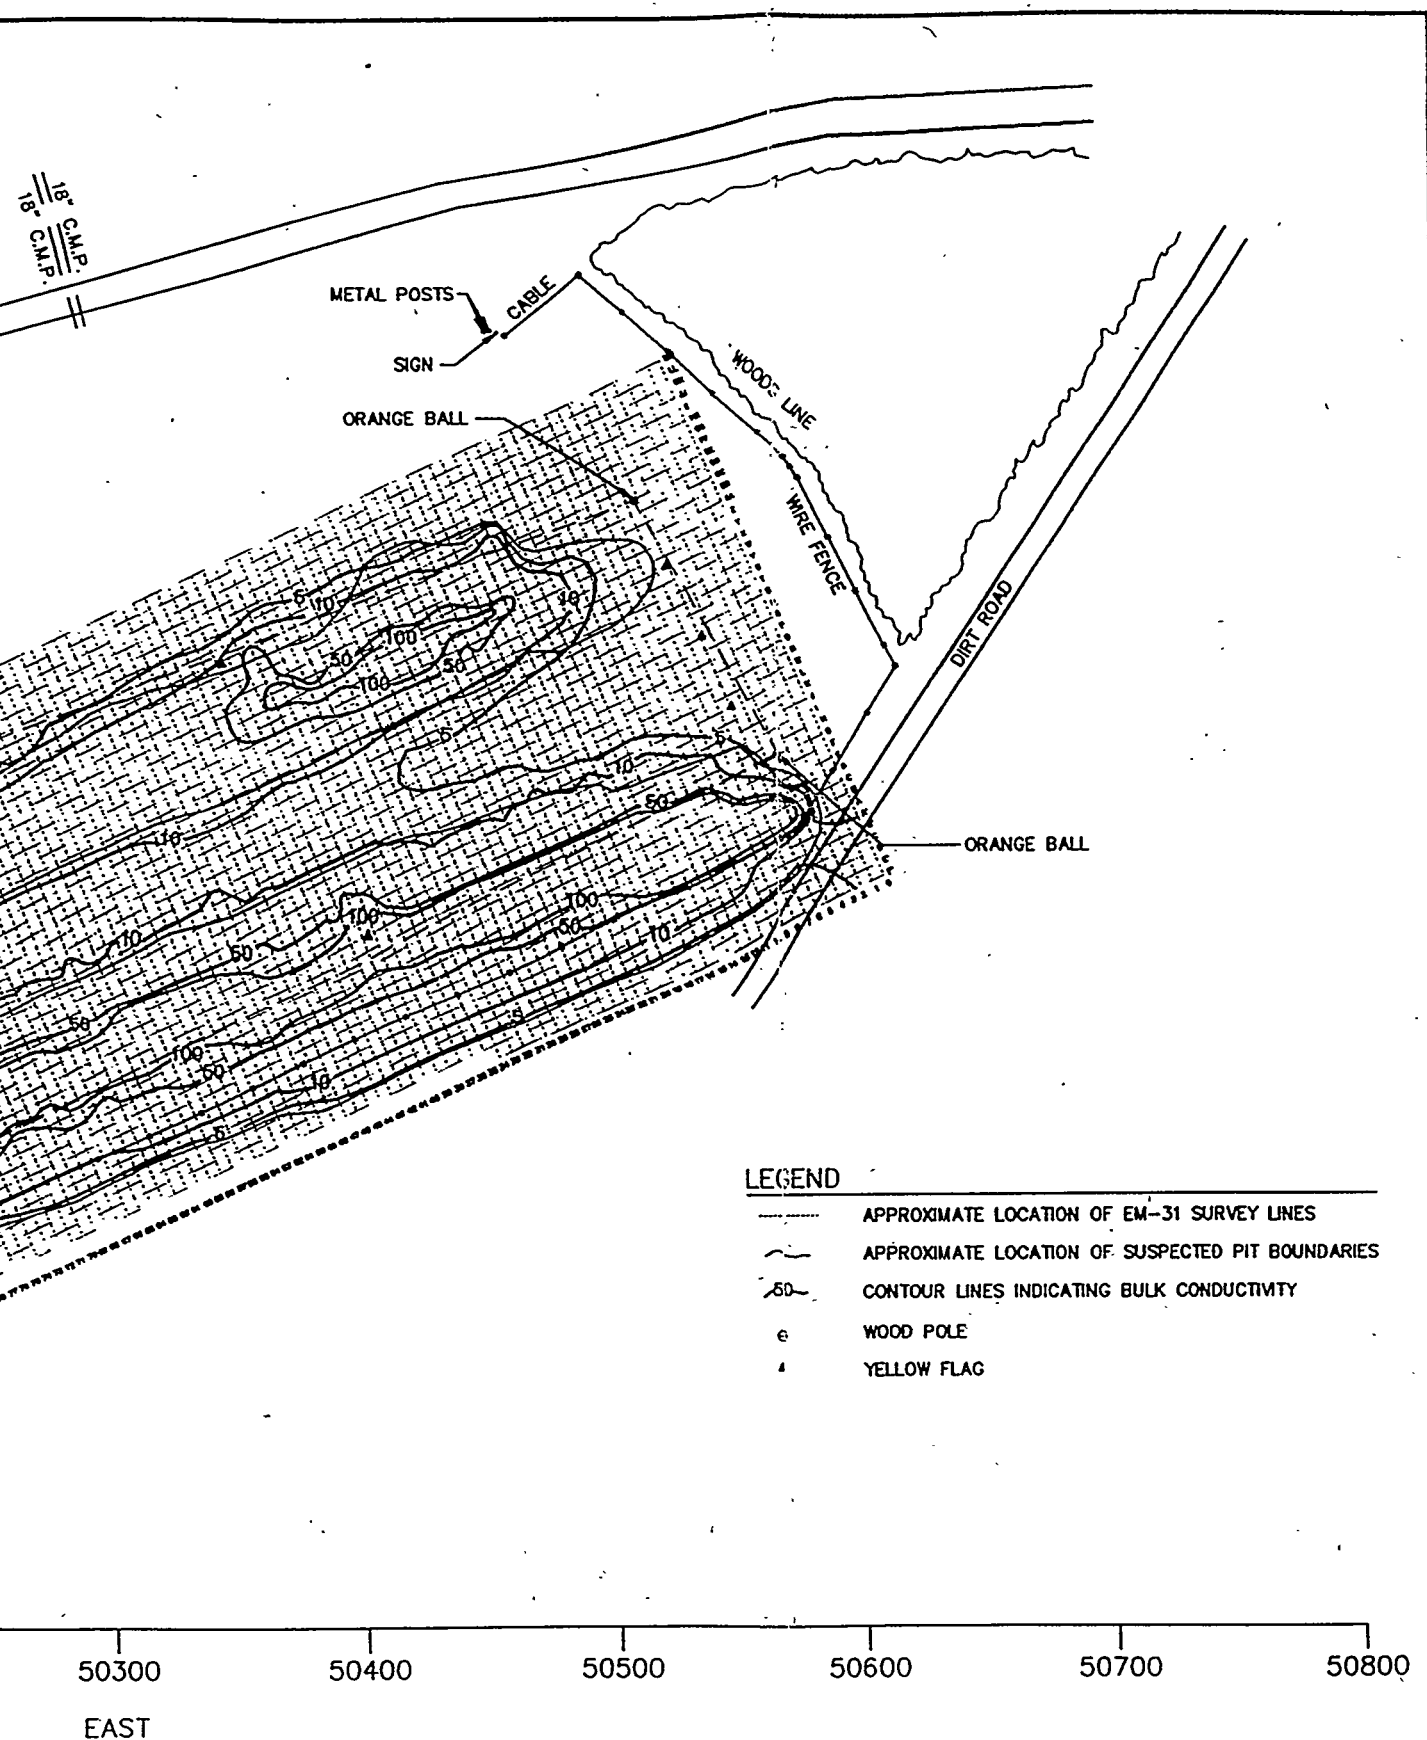 18" C.M.P.
18" C.M.P.
METAL POSTS
CABLE
SIGN
WOODS LINE
ORANGE BALL
WIRE FENCE
DIRT ROAD
5
10
10
100
50
50
100
5
5
10
10
50
ORANGE BALL
100
100
50
10
10
50
5
50
100
50
10
5
LEGEND
APPROXIMATE LOCATION OF EM-31 SURVEY LINES
APPROXIMATE LOCATION OF SUSPECTED PIT BOUNDARIES
50 CONTOUR LINES INDICATING BULK CONDUCTIVITY
WOOD POLE
YELLOW FLAG
50300 50400 50500 50600 50700 50800
EAST